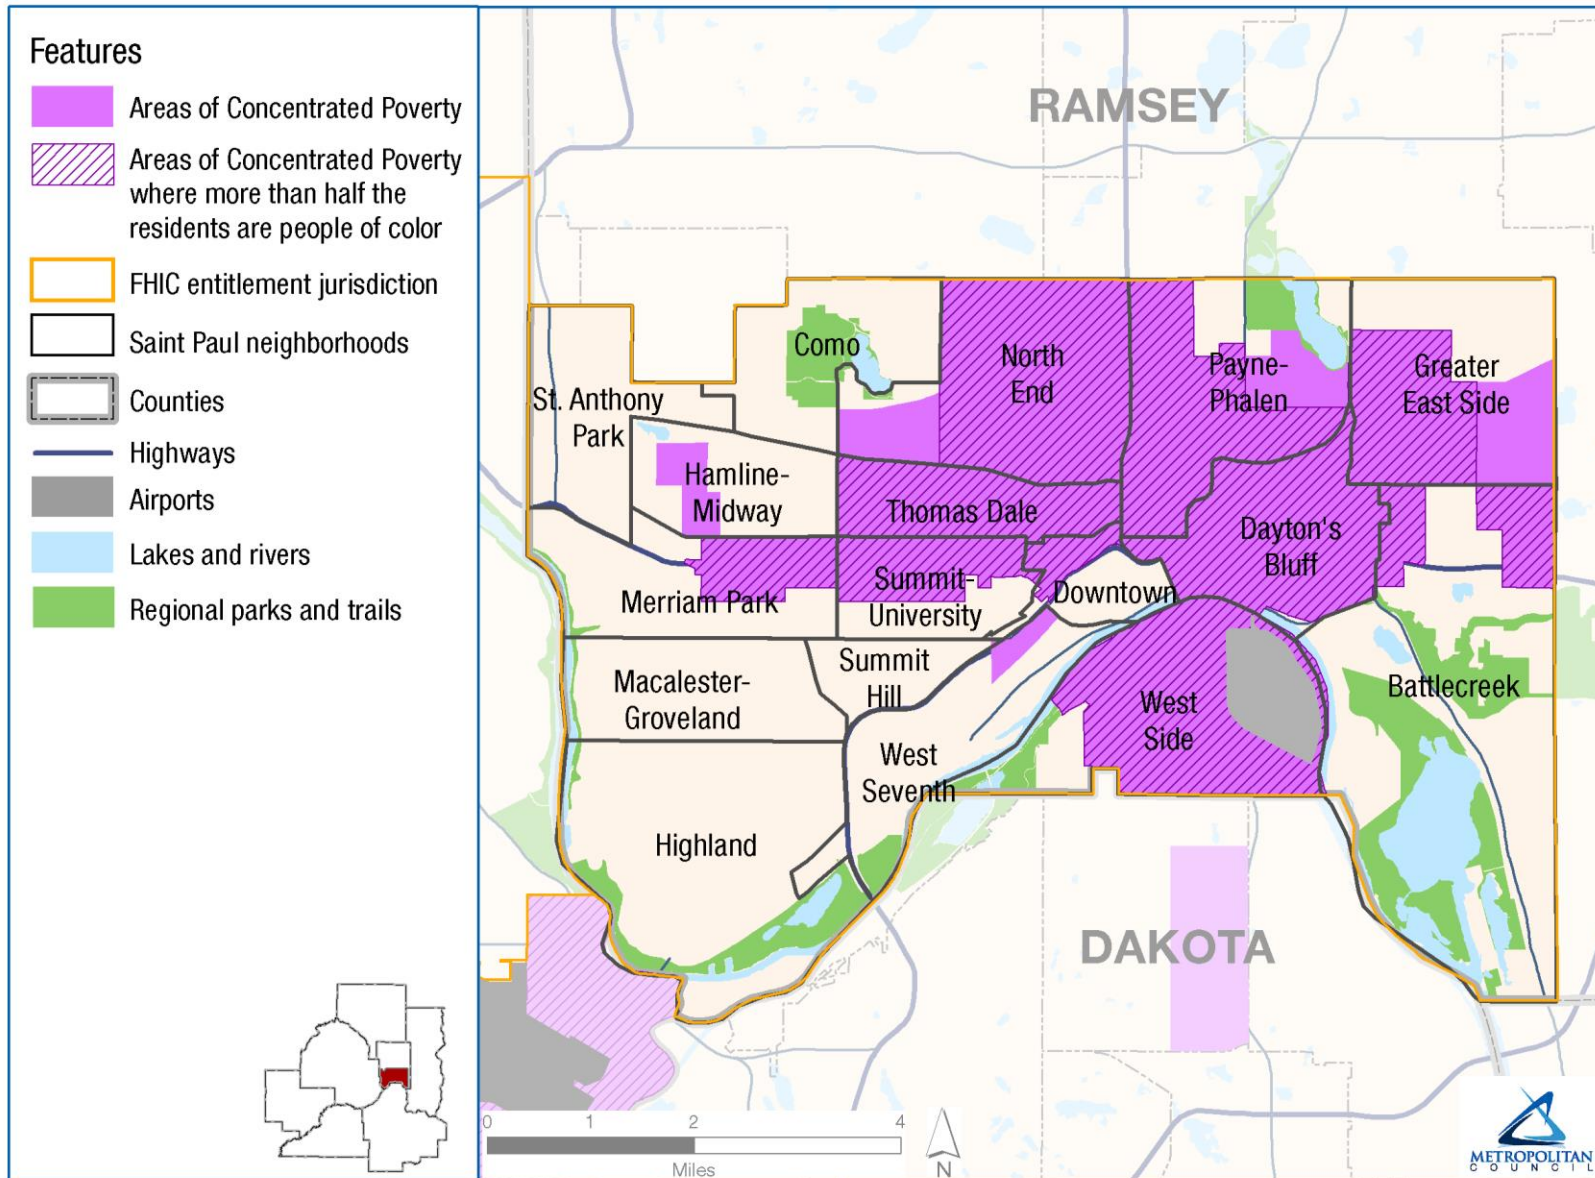 Features
Areas of Concentrated Poverty
Areas of Concentrated Poverty
where more than half the
residents are people of color
FHIC entitlement jurisdiction
Saint Paul neighborhoods
Counties
Highways
Airports
Lakes and rivers
Regional parks and trails
RAMSEY
Como
North
End
Payne-
Phalen
Greater
East Side
St. Anthony
Park
Hamline-
Midway
Thomas Dale
Dayton's
Bluff
Merriam Park
Summit-
University
Downtown
Macalester-
Groveland
Summit
Hill
West
Side
Battlecreek
West
Seventh
Highland
DAKOTA
0 1 2 4
Miles
N
METROPOLITAN
COUNCIL